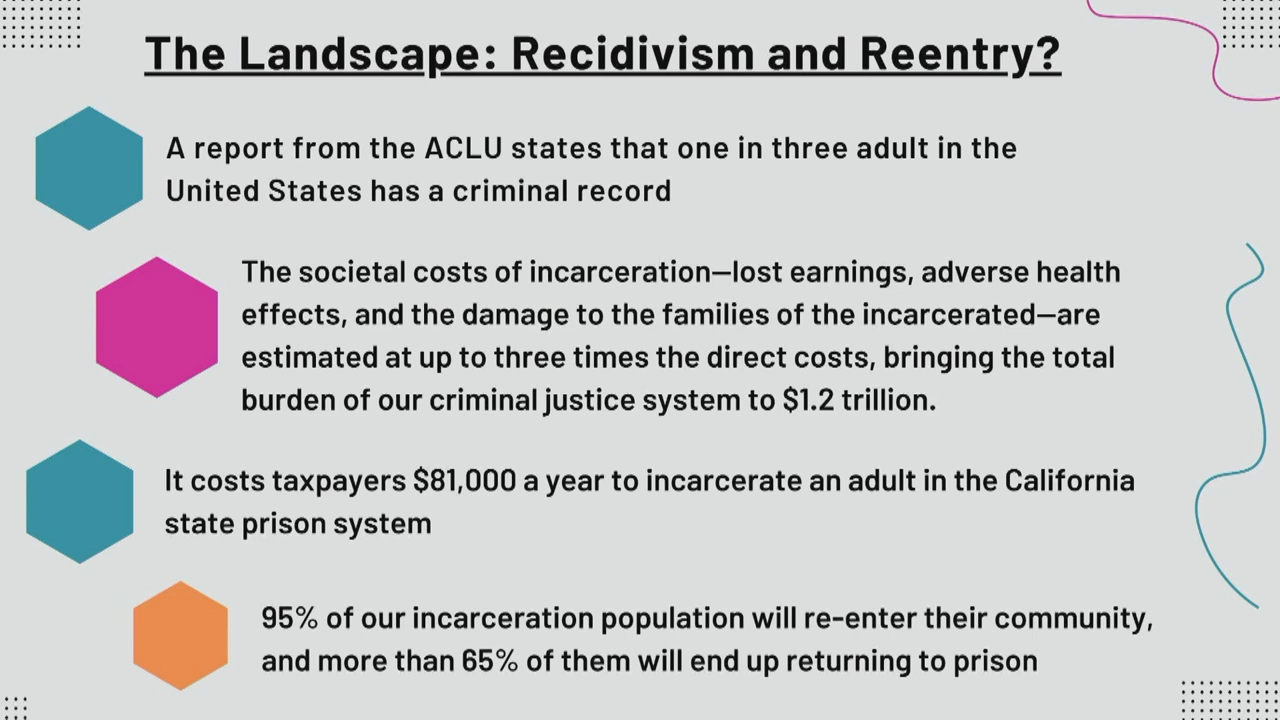 The Landscape: Recidivism and Reentry?
A report from the ACLU states that one in three adult in the
United States has a criminal record
The societal costs of incarceration—lost earnings, adverse health
effects, and the damage to the families of the incarcerated—are
estimated at up to three times the direct costs, bringing the total
burden of our criminal justice system to $1.2 trillion.
It costs taxpayers $81,000 a year to incarcerate an adult in the California
state prison system
95% of our incarceration population will re-enter their community,
and more than 65% of them will end up returning to prison